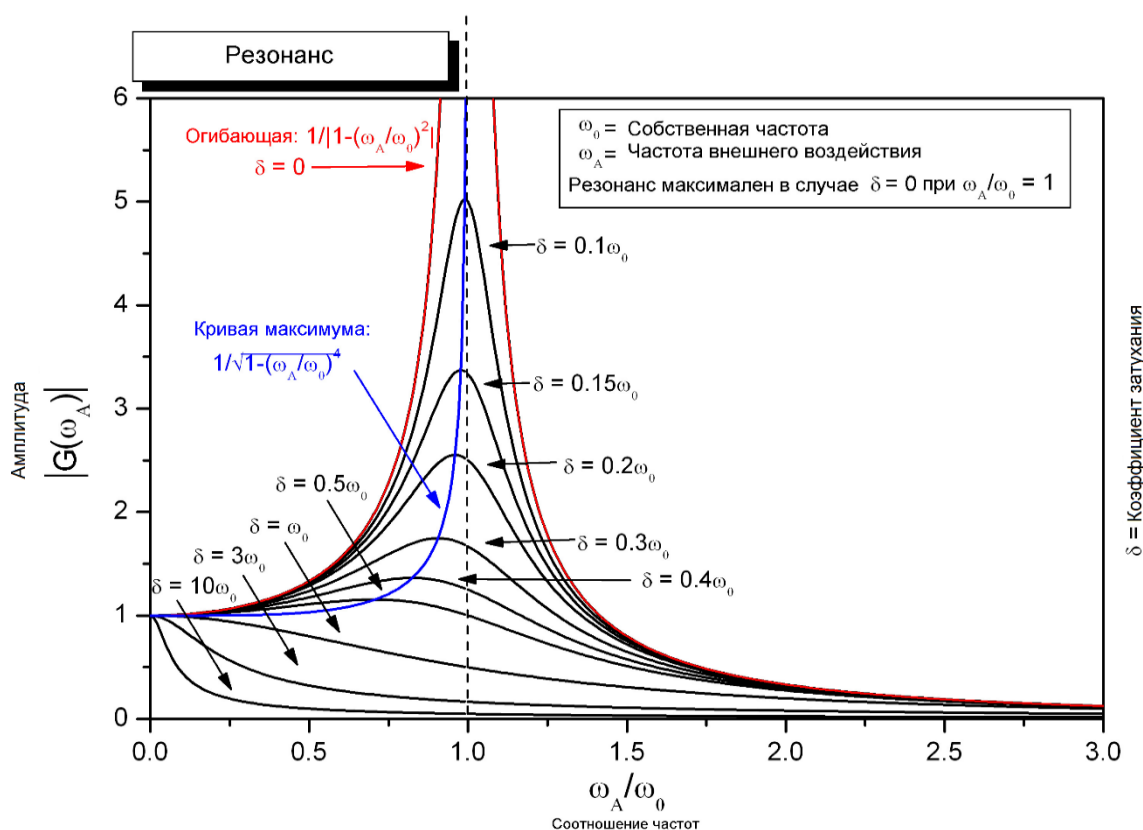 Резонанс
6
5
4
3
2
1
0
Амплитуда
|G(ω_A)|
Огибающая: 1/|1-(ω_A/ω_0)²|
δ = 0
ω_0 = Собственная частота
ω_A = Частота внешнего воздействия
Резонанс максимален в случае δ = 0 при ω_A/ω_0 = 1
δ = 0.1ω_0
Кривая максимума:
1/√1-(ω_A/ω_0)⁴
δ = 0.15ω_0
δ = 0.2ω_0
δ = 0.5ω_0
δ = ω_0
δ = 3ω_0
δ = 10ω_0
δ = 0.3ω_0
δ = 0.4ω_0
δ = Коэффициент затухания
0.0 0.5 1.0 1.5 2.0 2.5 3.0
ω_A/ω_0
Соотношение частот